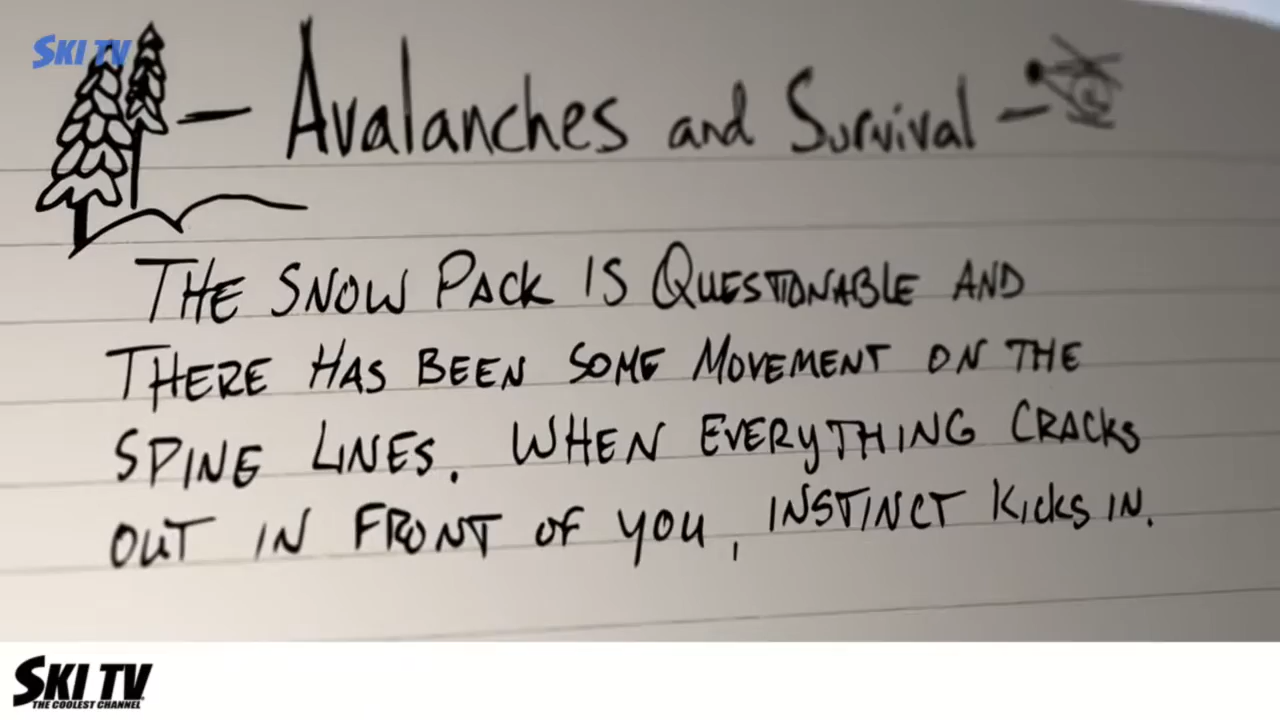 SKI TV
- Avalanches and Survival -
THE SNOW PACK IS QUESTIONABLE AND
THERE HAS BEEN SOME MOVEMENT ON THE
SPINE LINES. WHEN EVERYTHING CRACKS
OUT IN FRONT OF YOU, INSTINCT KICKS IN.
SKI TV
THE COOLEST CHANNEL